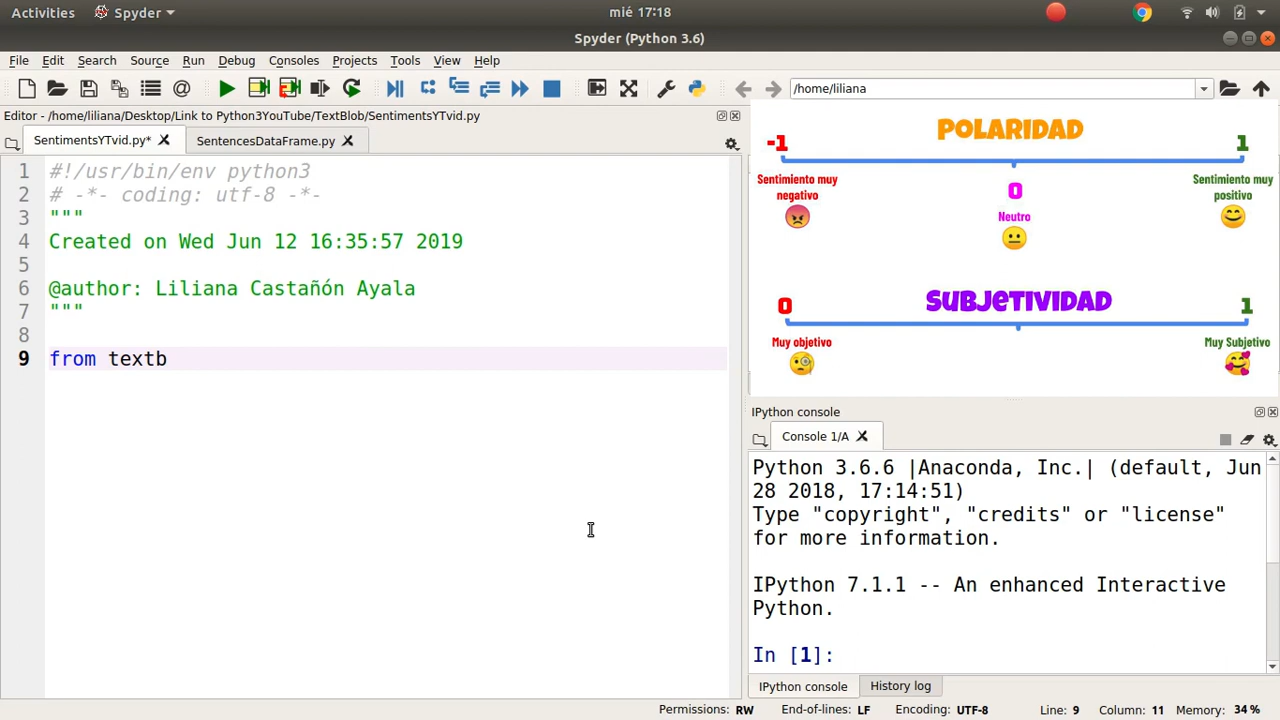 Activities Spyder mié 17:18
Spyder (Python 3.6)
File Edit Search Source Run Debug Consoles Projects Tools View Help
/home/liliana
Editor - /home/liliana/Desktop/Link to Python3YouTube/TextBlob/SentimentsYTvid.py
SentimentsYTvid.py* SentencesDataFrame.py
1 #!/usr/bin/env python3
2 # -*- coding: utf-8 -*-
3 """
4 Created on Wed Jun 12 16:35:57 2019
5
6 @author: Liliana Castañón Ayala
7 """
8
9 from textb
POLARIDAD
-1 1
Sentimiento muy negativo
0
Neutro
Sentimiento muy positivo
SUBJETIVIDAD
0 1
Muy objetivo Muy Subjetivo
IPython console
Console 1/A
Python 3.6.6 |Anaconda, Inc.| (default, Jun
28 2018, 17:14:51)
Type "copyright", "credits" or "license"
for more information.
IPython 7.1.1 -- An enhanced Interactive
Python.
In [1]:
IPython console History log
Permissions: RW End-of-lines: LF Encoding: UTF-8 Line: 9 Column: 11 Memory: 34 %